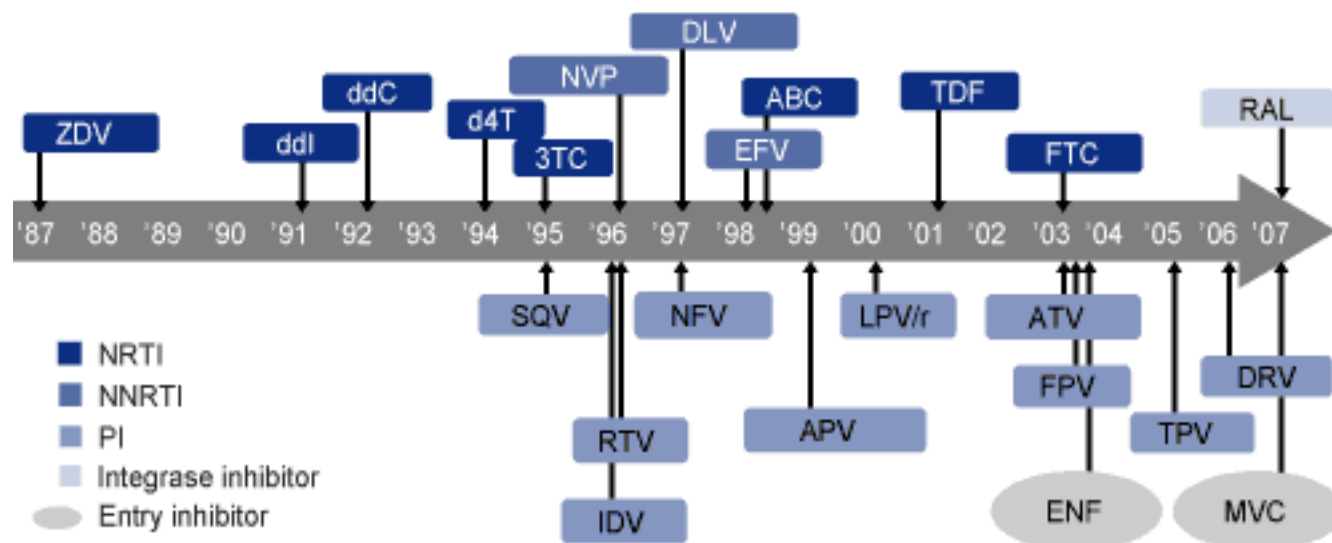 DLV
NVP
ddC
ABC
TDF
RAL
ZDV
d4T
ddI
3TC
EFV
FTC
'87 '88 '89 '90 '91 '92 '93 '94 '95 '96 '97 '98 '99 '00 '01 '02 '03 '04 '05 '06 '07
SQV
NFV
LPV/r
ATV
NRTI
NNRTI
PI
Integrase inhibitor
Entry inhibitor
FPV
DRV
RTV
APV
TPV
IDV
ENF
MVC